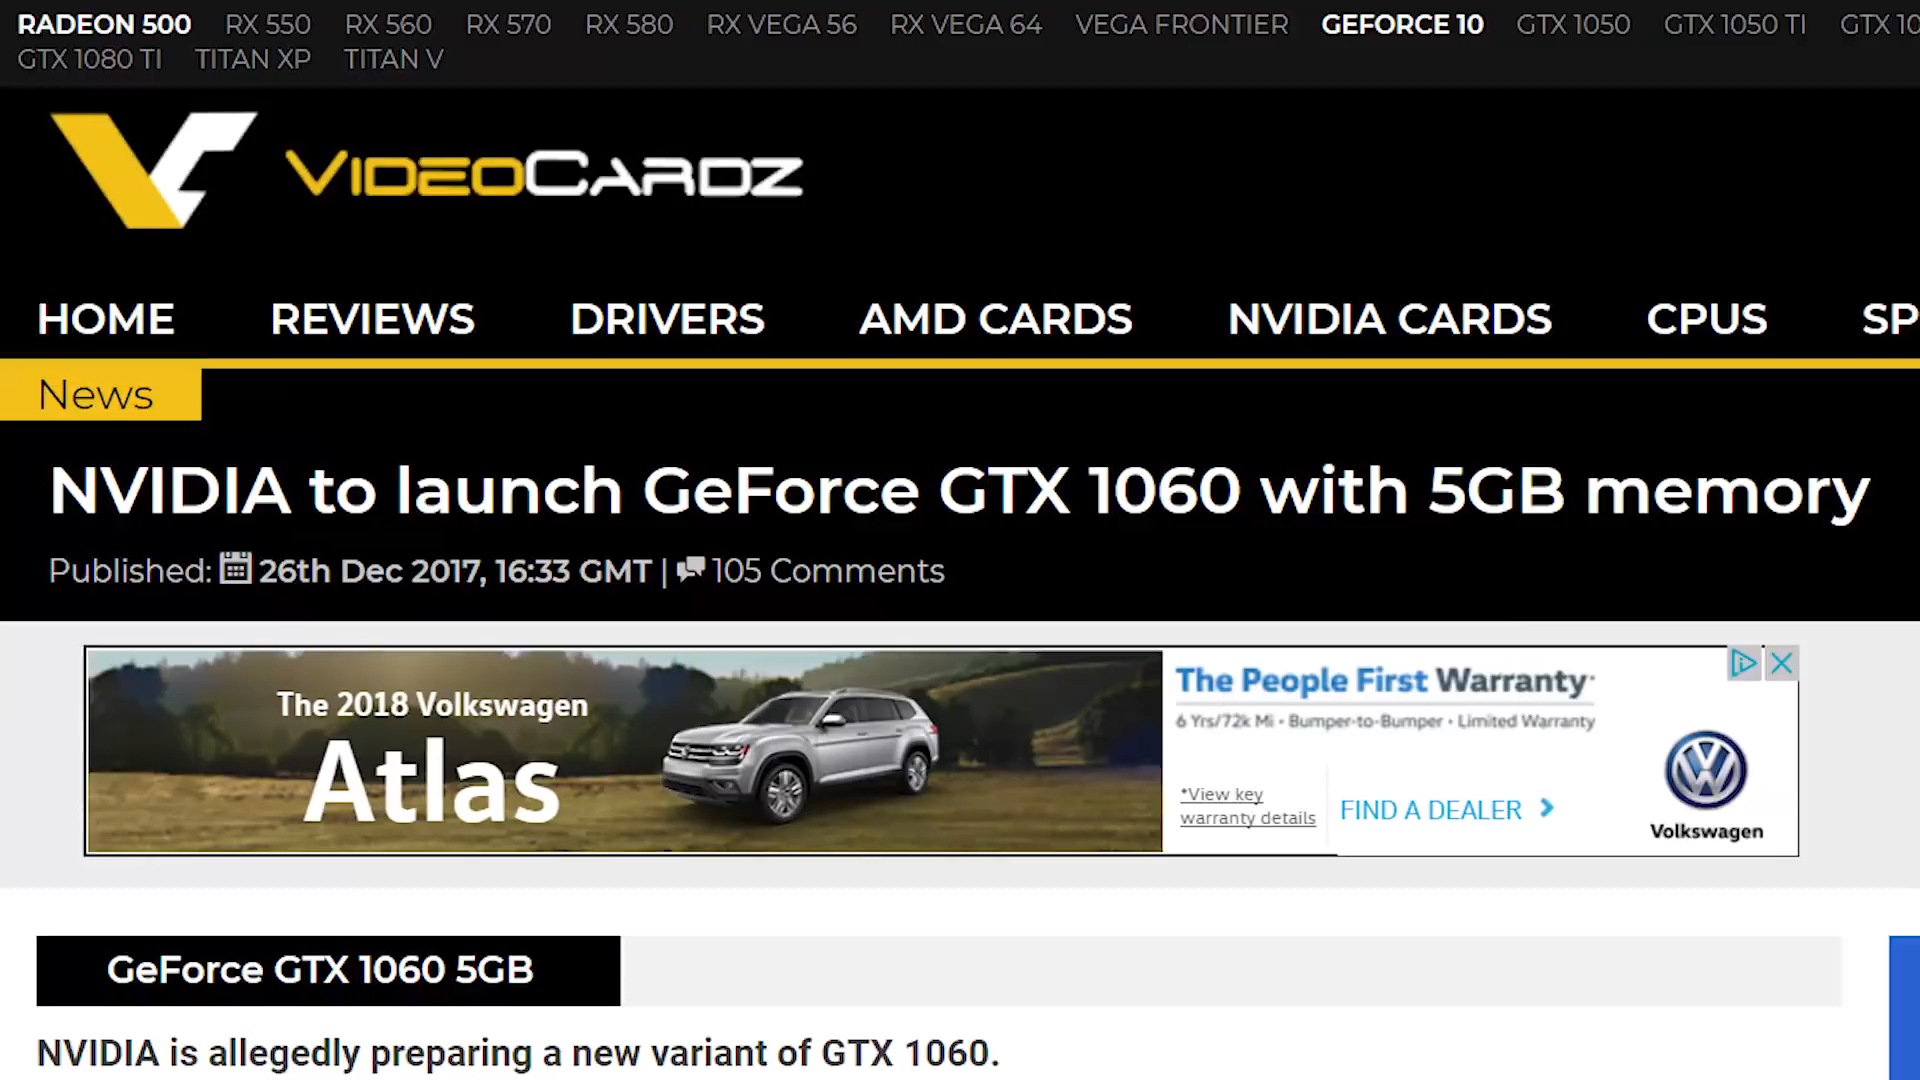 RADEON 500 RX 550 RX 560 RX 570 RX 580 RX VEGA 56 RX VEGA 64 VEGA FRONTIER GEFORCE 10 GTX 1050 GTX 1050 TI GTX 10
GTX 1080 TI TITAN XP TITAN V
VIDEOCARDZ
HOME REVIEWS DRIVERS AMD CARDS NVIDIA CARDS CPUS SP
News
NVIDIA to launch GeForce GTX 1060 with 5GB memory
Published: 26th Dec 2017, 16:33 GMT | 105 Comments
The 2018 Volkswagen
Atlas
The People First Warranty*
6 Yrs/72k Mi • Bumper-to-Bumper • Limited Warranty
*View key
warranty details
FIND A DEALER
Volkswagen
GeForce GTX 1060 5GB
NVIDIA is allegedly preparing a new variant of GTX 1060.